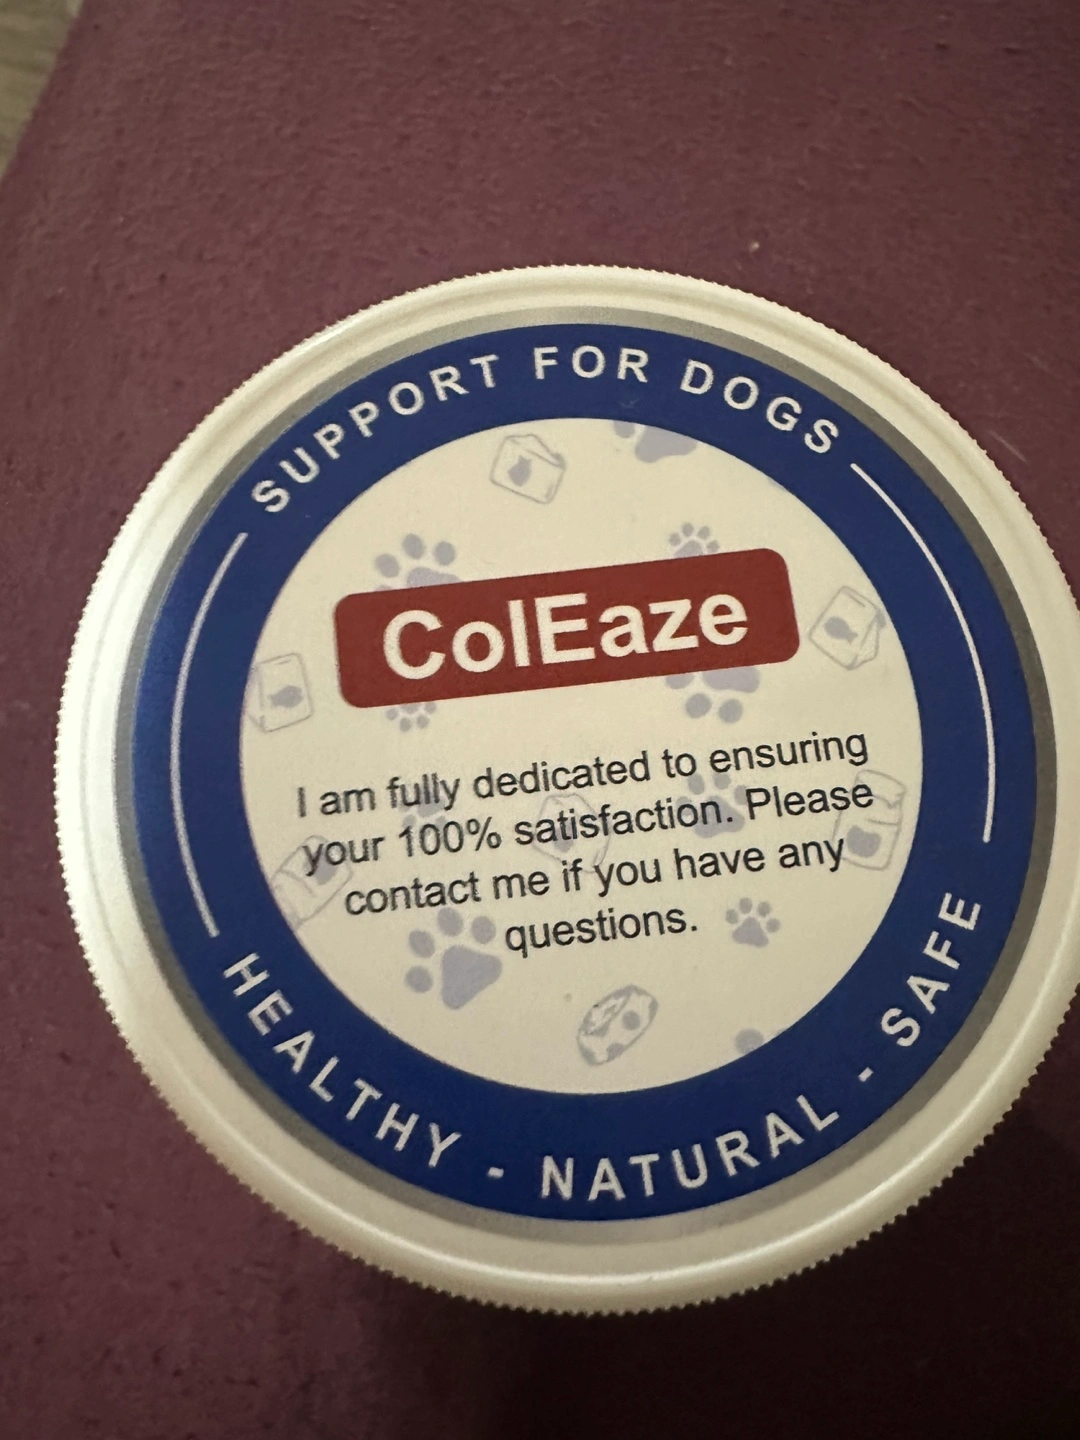 SUPPORT FOR DOGS
ColEaze
I am fully dedicated to ensuring
your 100% satisfaction. Please
contact me if you have any
questions.
HEALTHY - NATURAL - SAFE